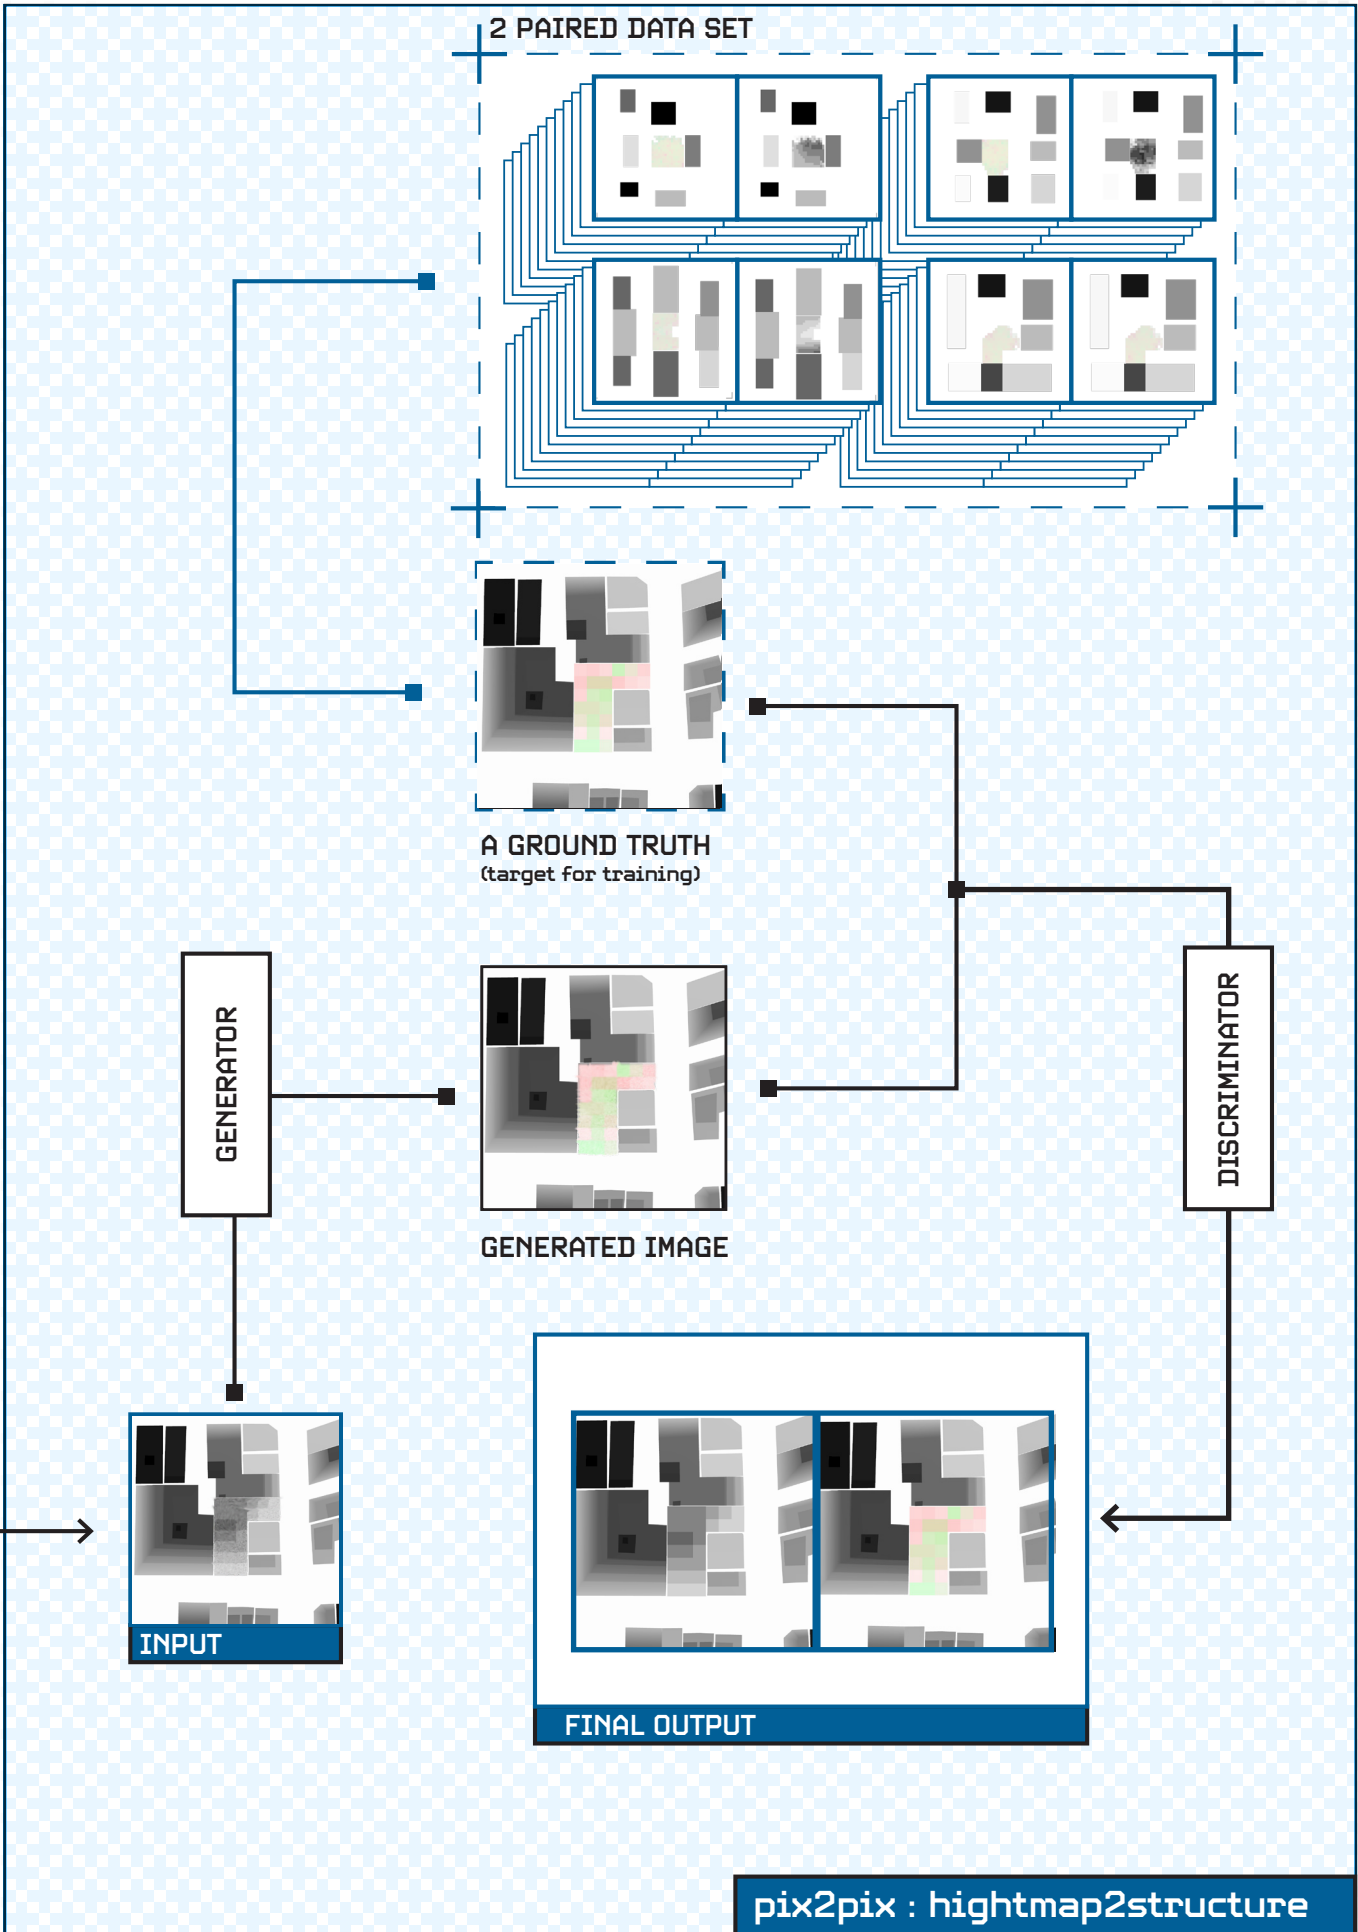 2 PAIRED DATA SET
A GROUND TRUTH
(target for training)
GENERATOR
DISCRIMINATOR
GENERATED IMAGE
INPUT
FINAL OUTPUT
pix2pix : hightmap2structure